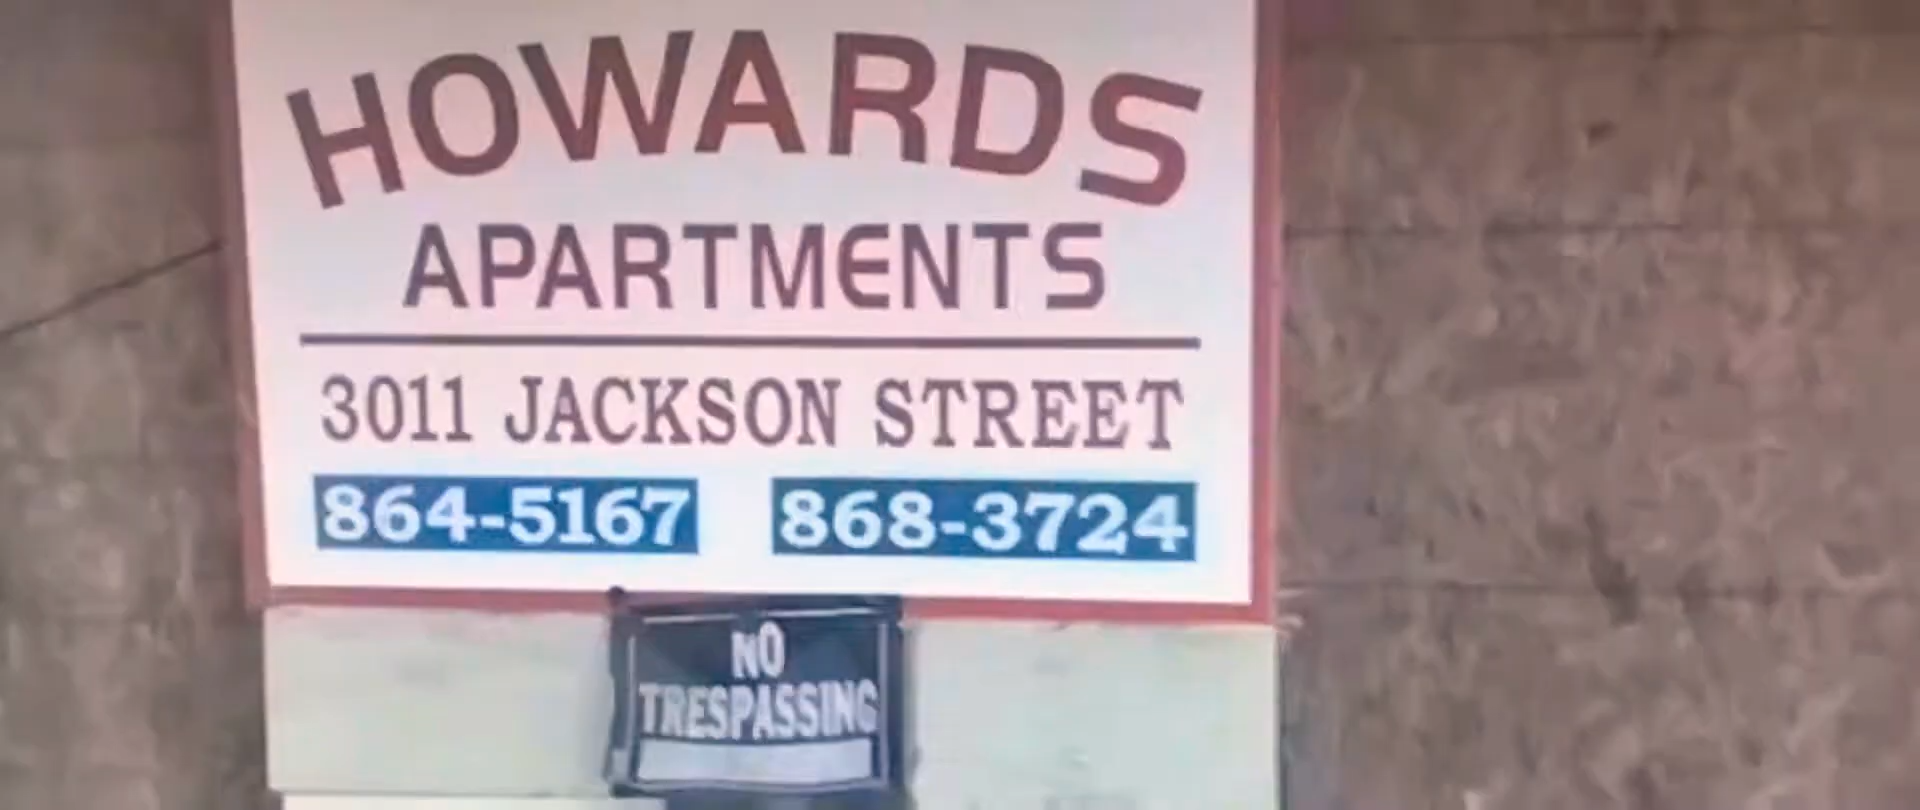 HOWARDS
APARTMENTS
3011 JACKSON STREET
864-5167 868-3724
NO
TRESPASSING